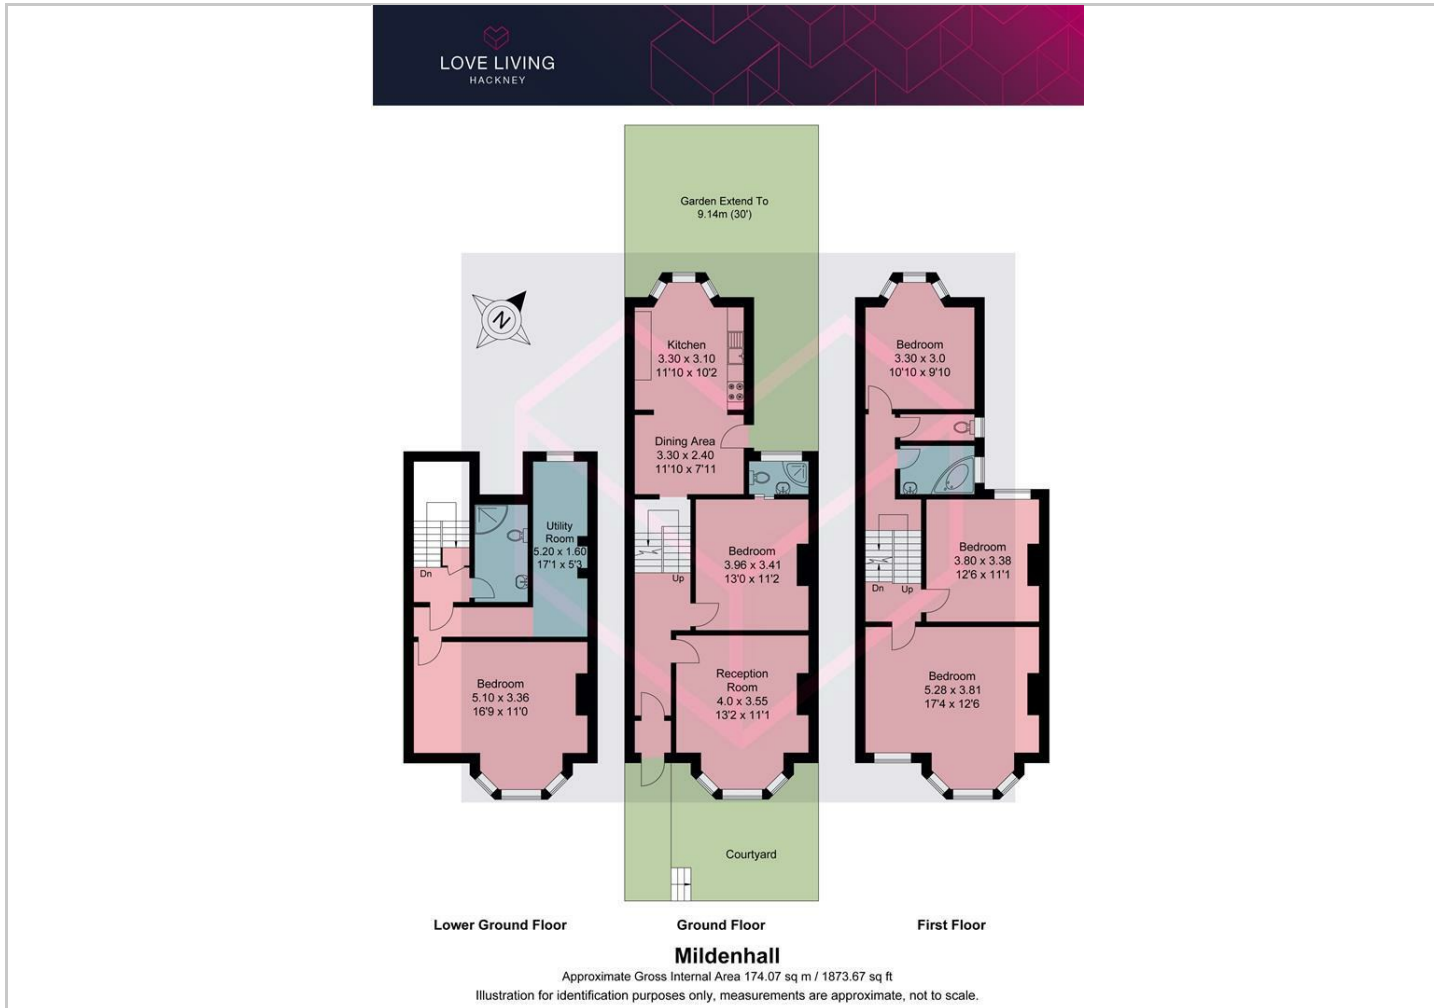 LOVE LIVING
HACKNEY
Garden Extend To
9.14m (30')
N
Kitchen
3.30 x 3.10
11'10 x 10'2
Dining Area
3.30 x 2.40
11'10 x 7'11
Bedroom
3.96 x 3.41
13'0 x 11'2
Up
Reception
Room
4.0 x 3.55
13'2 x 11'1
Courtyard
Utility
Room
5.20 x 1.60
17'1 x 5'3
Dn
Bedroom
5.10 x 3.36
16'9 x 11'0
Bedroom
3.30 x 3.0
10'10 x 9'10
Bedroom
3.80 x 3.38
12'6 x 11'1
Dn
Up
Bedroom
5.28 x 3.81
17'4 x 12'6
Lower Ground Floor
Ground Floor
First Floor
Mildenhall
Approximate Gross Internal Area 174.07 sq m / 1873.67 sq ft
Illustration for identification purposes only, measurements are approximate, not to scale.